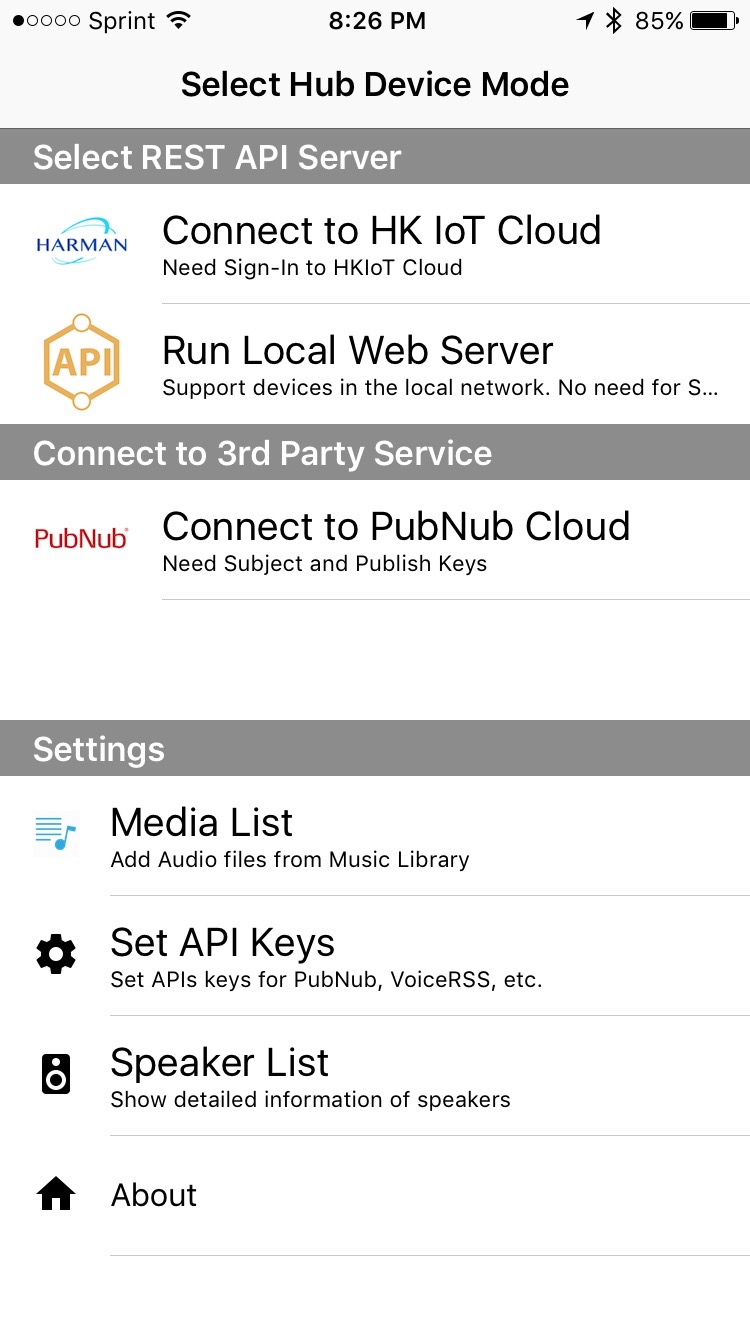 Sprint 8:26 PM 85%
Select Hub Device Mode
Select REST API Server
HARMAN
Connect to HK IoT Cloud
Need Sign-In to HKIoT Cloud
API
Run Local Web Server
Support devices in the local network. No need for S...
Connect to 3rd Party Service
PubNub
Connect to PubNub Cloud
Need Subject and Publish Keys
Settings
Media List
Add Audio files from Music Library
Set API Keys
Set APIs keys for PubNub, VoiceRSS, etc.
Speaker List
Show detailed information of speakers
About